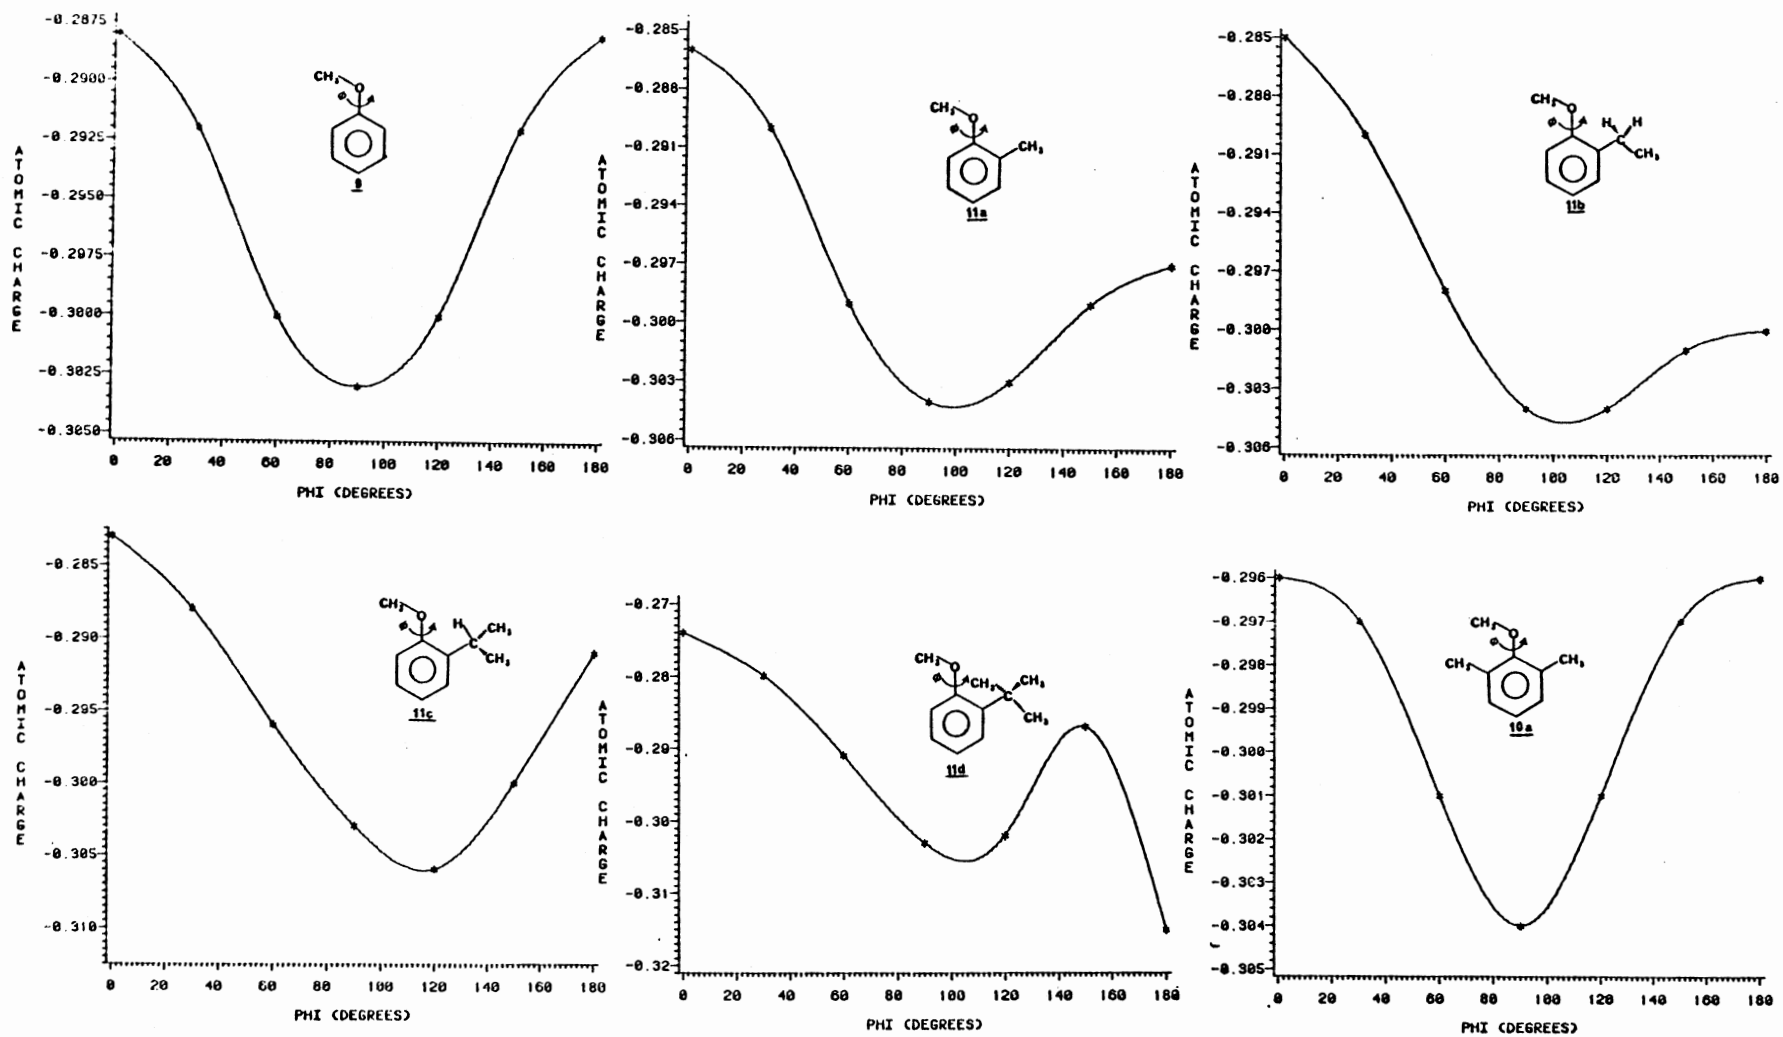 ATOMIC CHARGE
-0.2875
-0.2900
-0.2925
-0.2950
-0.2975
-0.3000
-0.3025
-0.3050
CH₃
O
ø
9
0 20 40 60 80 100 120 140 160 180
PHI (DEGREES)
ATOMIC CHARGE
-0.285
-0.288
-0.291
-0.294
-0.297
-0.300
-0.303
-0.306
CH₃
O
ø
CH₃
11a
0 20 40 60 80 100 120 140 160 180
PHI (DEGREES)
ATOMIC CHARGE
-0.285
-0.288
-0.291
-0.294
-0.297
-0.300
-0.303
-0.306
CH₃
O
ø
H H
C
CH₃
11b
0 20 40 60 80 100 120 140 160 180
PHI (DEGREES)
ATOMIC CHARGE
-0.285
-0.290
-0.295
-0.300
-0.305
-0.310
CH₃
O
ø
H
CH₃
C
CH₃
11c
0 20 40 60 80 100 120 140 160 180
PHI (DEGREES)
ATOMIC CHARGE
-0.27
-0.28
-0.29
-0.30
-0.31
-0.32
CH₃
O
ø
CH₃ CH₃
C
CH₃
11d
0 20 40 60 80 100 120 140 160 180
PHI (DEGREES)
ATOMIC CHARGE
-0.296
-0.297
-0.298
-0.299
-0.300
-0.301
-0.302
-0.303
-0.304
-0.305
CH₃
O
ø
CH₃ CH₃
10a
0 20 40 60 80 100 120 140 160 180
PHI (DEGREES)